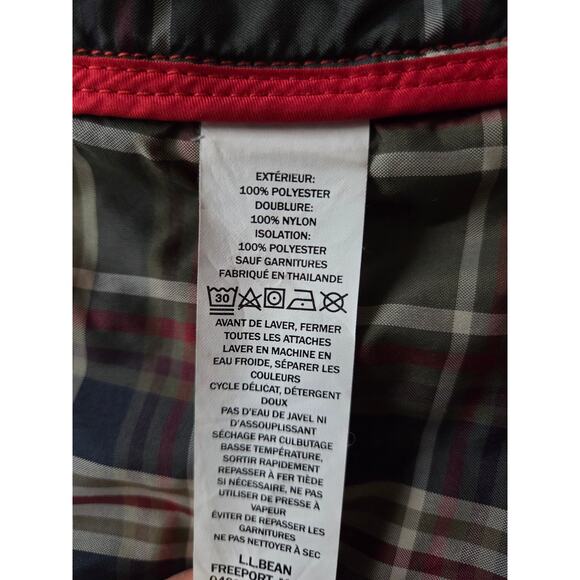 EXTÉRIEUR:
100% POLYESTER
DOUBLURE:
100% NYLON
ISOLATION:
100% POLYESTER
SAUF GARNITURES
FABRIQUÉ EN THAILANDE
30
AVANT DE LAVER, FERMER
TOUTES LES ATTACHES
LAVER EN MACHINE EN
EAU FROIDE, SÉPARER LES
COULEURS
CYCLE DÉLICAT, DÉTERGENT
DOUX
PAS D'EAU DE JAVEL NI
D'ASSOUPLISSANT
SÉCHAGE PAR CULBUTAGE
BASSE TEMPÉRATURE,
SORTIR RAPIDEMENT
REPASSER À FER TIÈDE
SI NÉCESSAIRE, NE PAS
UTILISER DE PRESSE À
VAPEUR
ÉVITER DE REPASSER LES
GARNITURES
NE PAS NETTOYER À SEC
L.L.BEAN
FREEPORT,